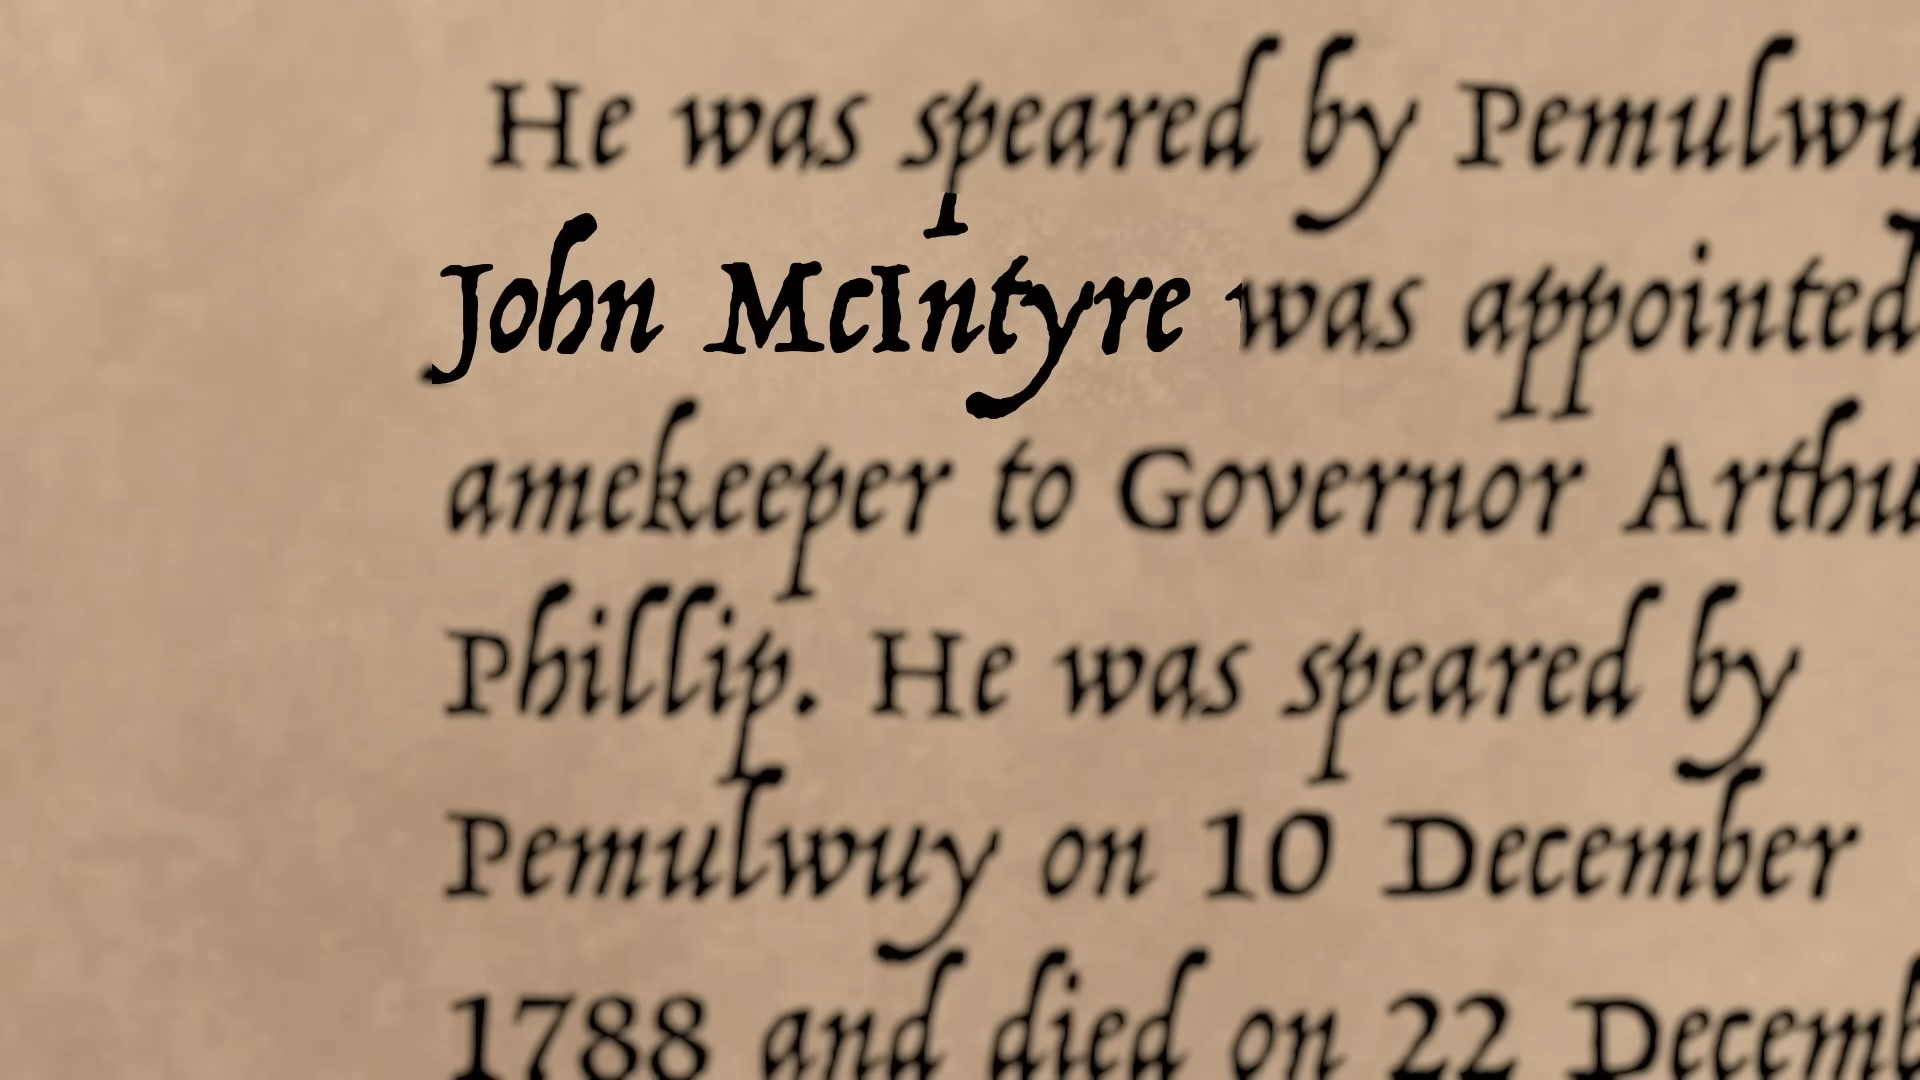 He was speared by Pemulwu
John McIntyre was appointed
amekeeper to Governor Arthu
Phillip. He was speared by
Pemulwuy on 10 December
1788 and died on 22 Decemb